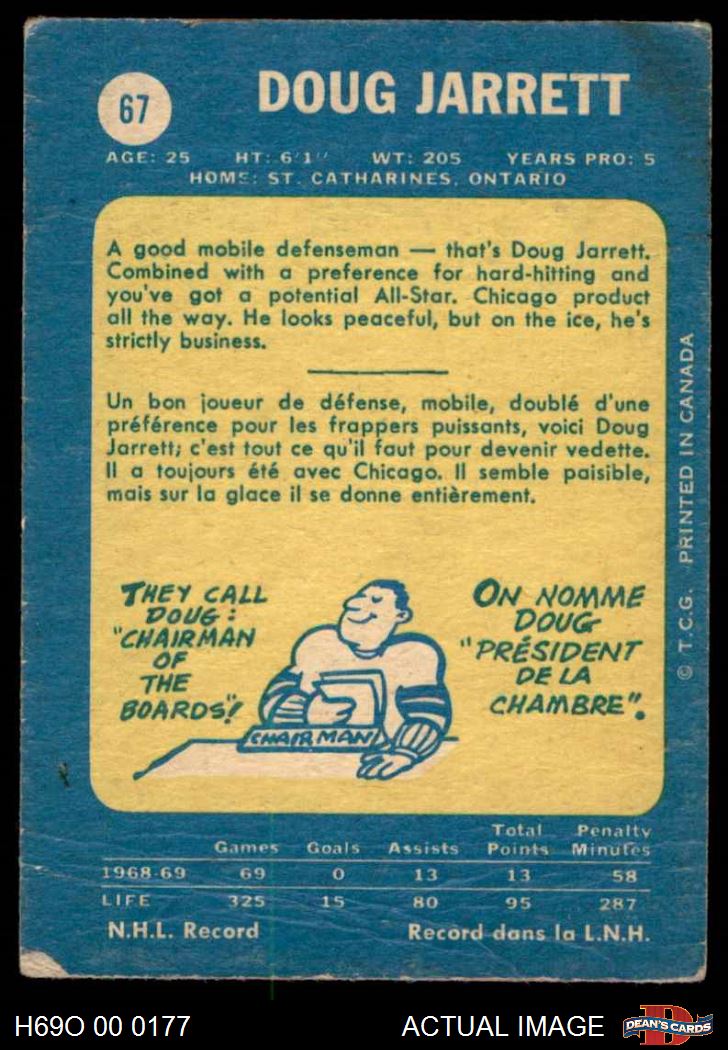 67
DOUG JARRETT
AGE: 25 HT: 6'1" WT: 205 YEARS PRO: 5
HOME: ST. CATHARINES, ONTARIO
A good mobile defenseman — that's Doug Jarrett.
Combined with a preference for hard-hitting and
you've got a potential All-Star. Chicago product
all the way. He looks peaceful, but on the ice, he's
strictly business.
Un bon joueur de défense, mobile, doublé d'une
préférence pour les frappers puissants, voici Doug
Jarrett; c'est tout ce qu'il faut pour devenir vedette.
Il a toujours été avec Chicago. Il semble paisible,
mais sur la glace il se donne entièrement.
THEY CALL
DOUG:
"CHAIRMAN
OF
THE
BOARDS"!
CHAIRMAN
ON NOMME
DOUG
"PRÉSIDENT
DE LA
CHAMBRE".
© T.C.G. PRINTED IN CANADA
Games Goals Assists Total Points Penalty Minutes
1968-69 69 0 13 13 58
LIFE 325 15 80 95 287
N.H.L. Record Record dans la L.N.H.
H69O 00 0177 ACTUAL IMAGE
D
DEAN'S CARDS